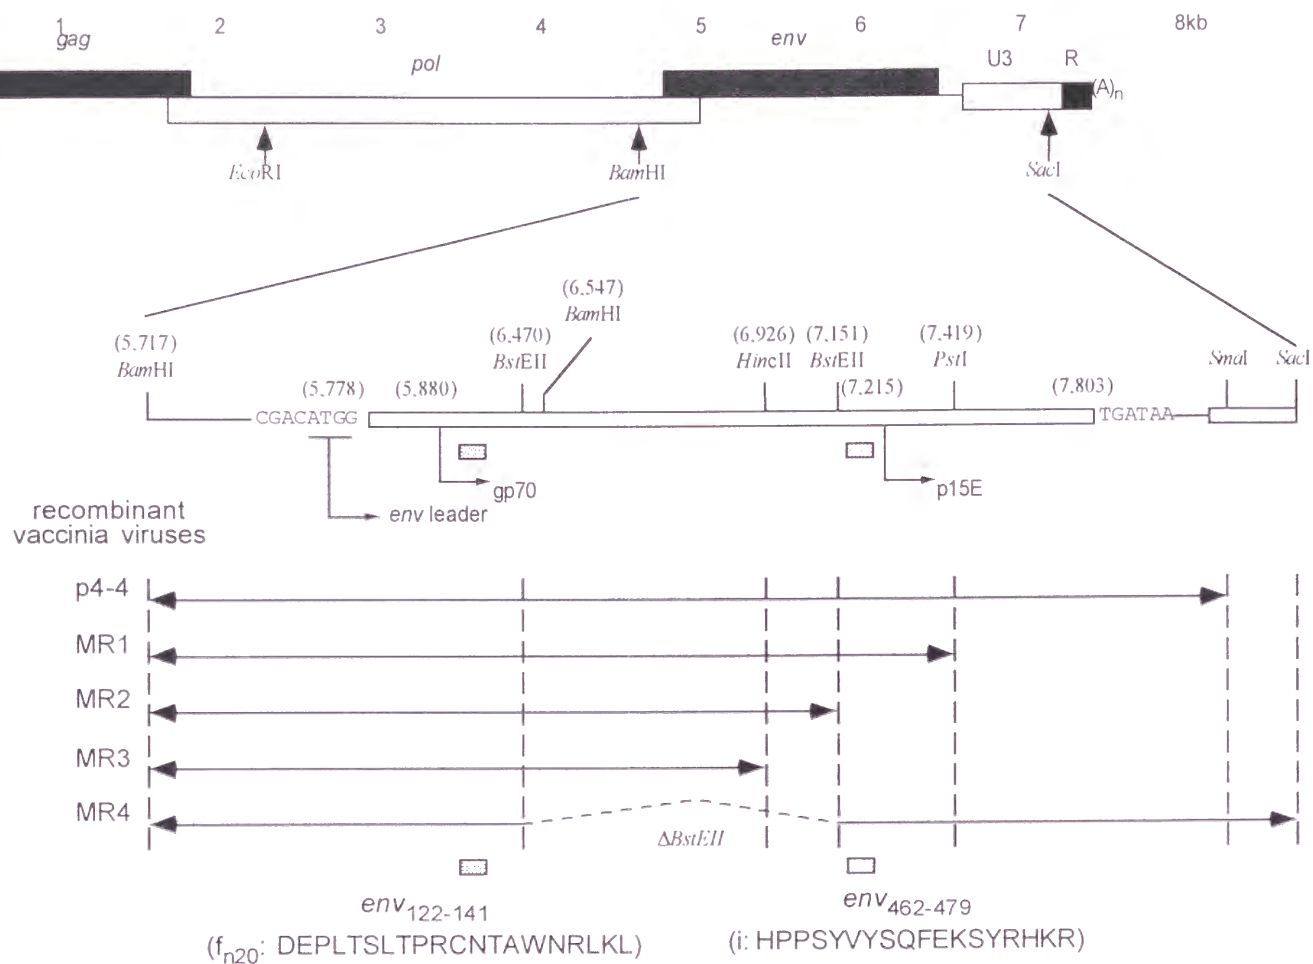 1 2 3 4 5 6 7 8kb
gag pol env U3 R (A)n
EcoRI BamHI SacI
(6,547)
BamHI
(5,717) (6,470) (6,926) (7,151) (7,419)
BamHI BstEII HincII BstEII PstI SmaI SacI
(5,778) (5,880) (7,215) (7,803)
CGACATGG TGATAA
gp70 p15E
env leader
recombinant
vaccinia viruses
p4-4
MR1
MR2
MR3
MR4
ΔBstEII
env122-141 env462-479
(fn20: DEPLTSLTPRCNTAWNRLKL) (i: HPPSYVYSQFEKSYRHKR)